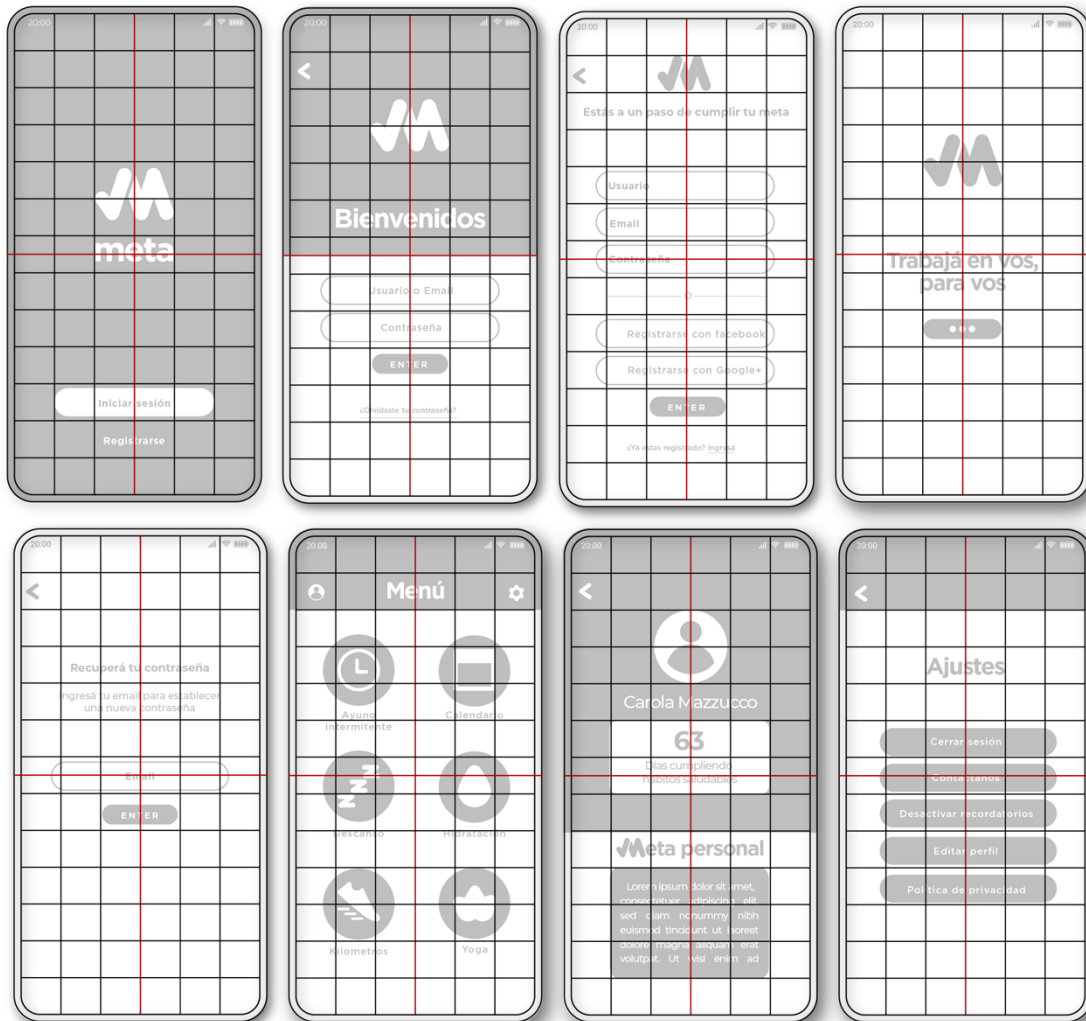 20:00
meta
Iniciar sesión
Registrarse
20:00
Bienvenidos
Usuario o Email
Contraseña
ENTER
¿Olvidaste tu contraseña?
20:00
Estás a un paso de cumplir tu meta
Usuario
Email
Contraseña
O
Registrarse con facebook
Registrarse con Google+
ENTER
¿Ya estas registrado? Ingresá
20:00
Trabajá en vos,
para vos
20:00
Recuperá tu contraseña
Ingresá tu email para establecer
una nueva contraseña
Email
ENTER
20:00
Menú
Ayuno
intermitente
Calendario
Descanso
Hidratación
Kilometros
Yoga
Carola Mazzucco
63
Días cumpliendo
hábitos saludables
Meta personal
Lorem ipsum dolor sit amet,
consectetuer adipiscing elit,
sed diam nonummy nibh
euismod tincidunt ut laoreet
dolore magna aliquam erat
volutpat. Ut wisi enim ad
20:00
Ajustes
Cerrar sesión
Contactanos
Desactivar recordatorios
Editar perfil
Política de privacidad